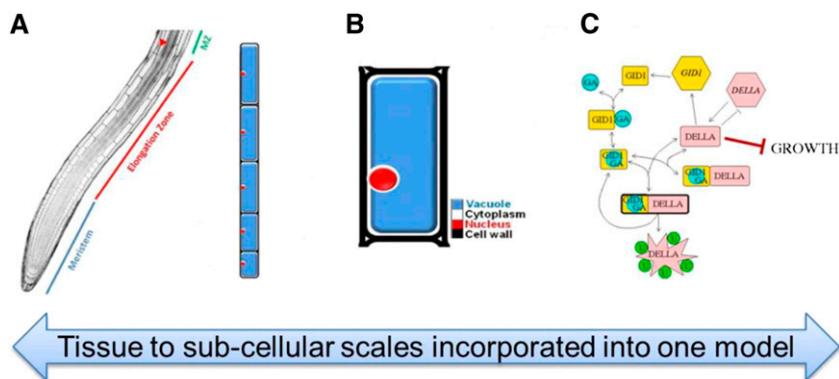 A
MZ
Elongation Zone
Meristem
B
Vacuole
Cytoplasm
Nucleus
Cell wall
C
GA
GID1
GID1
DELLA
GID1
GA
DELLA
GROWTH
GID1
GA
GID1
GA
DELLA
GID1
GA
DELLA
DELLA
Tissue to sub-cellular scales incorporated into one model